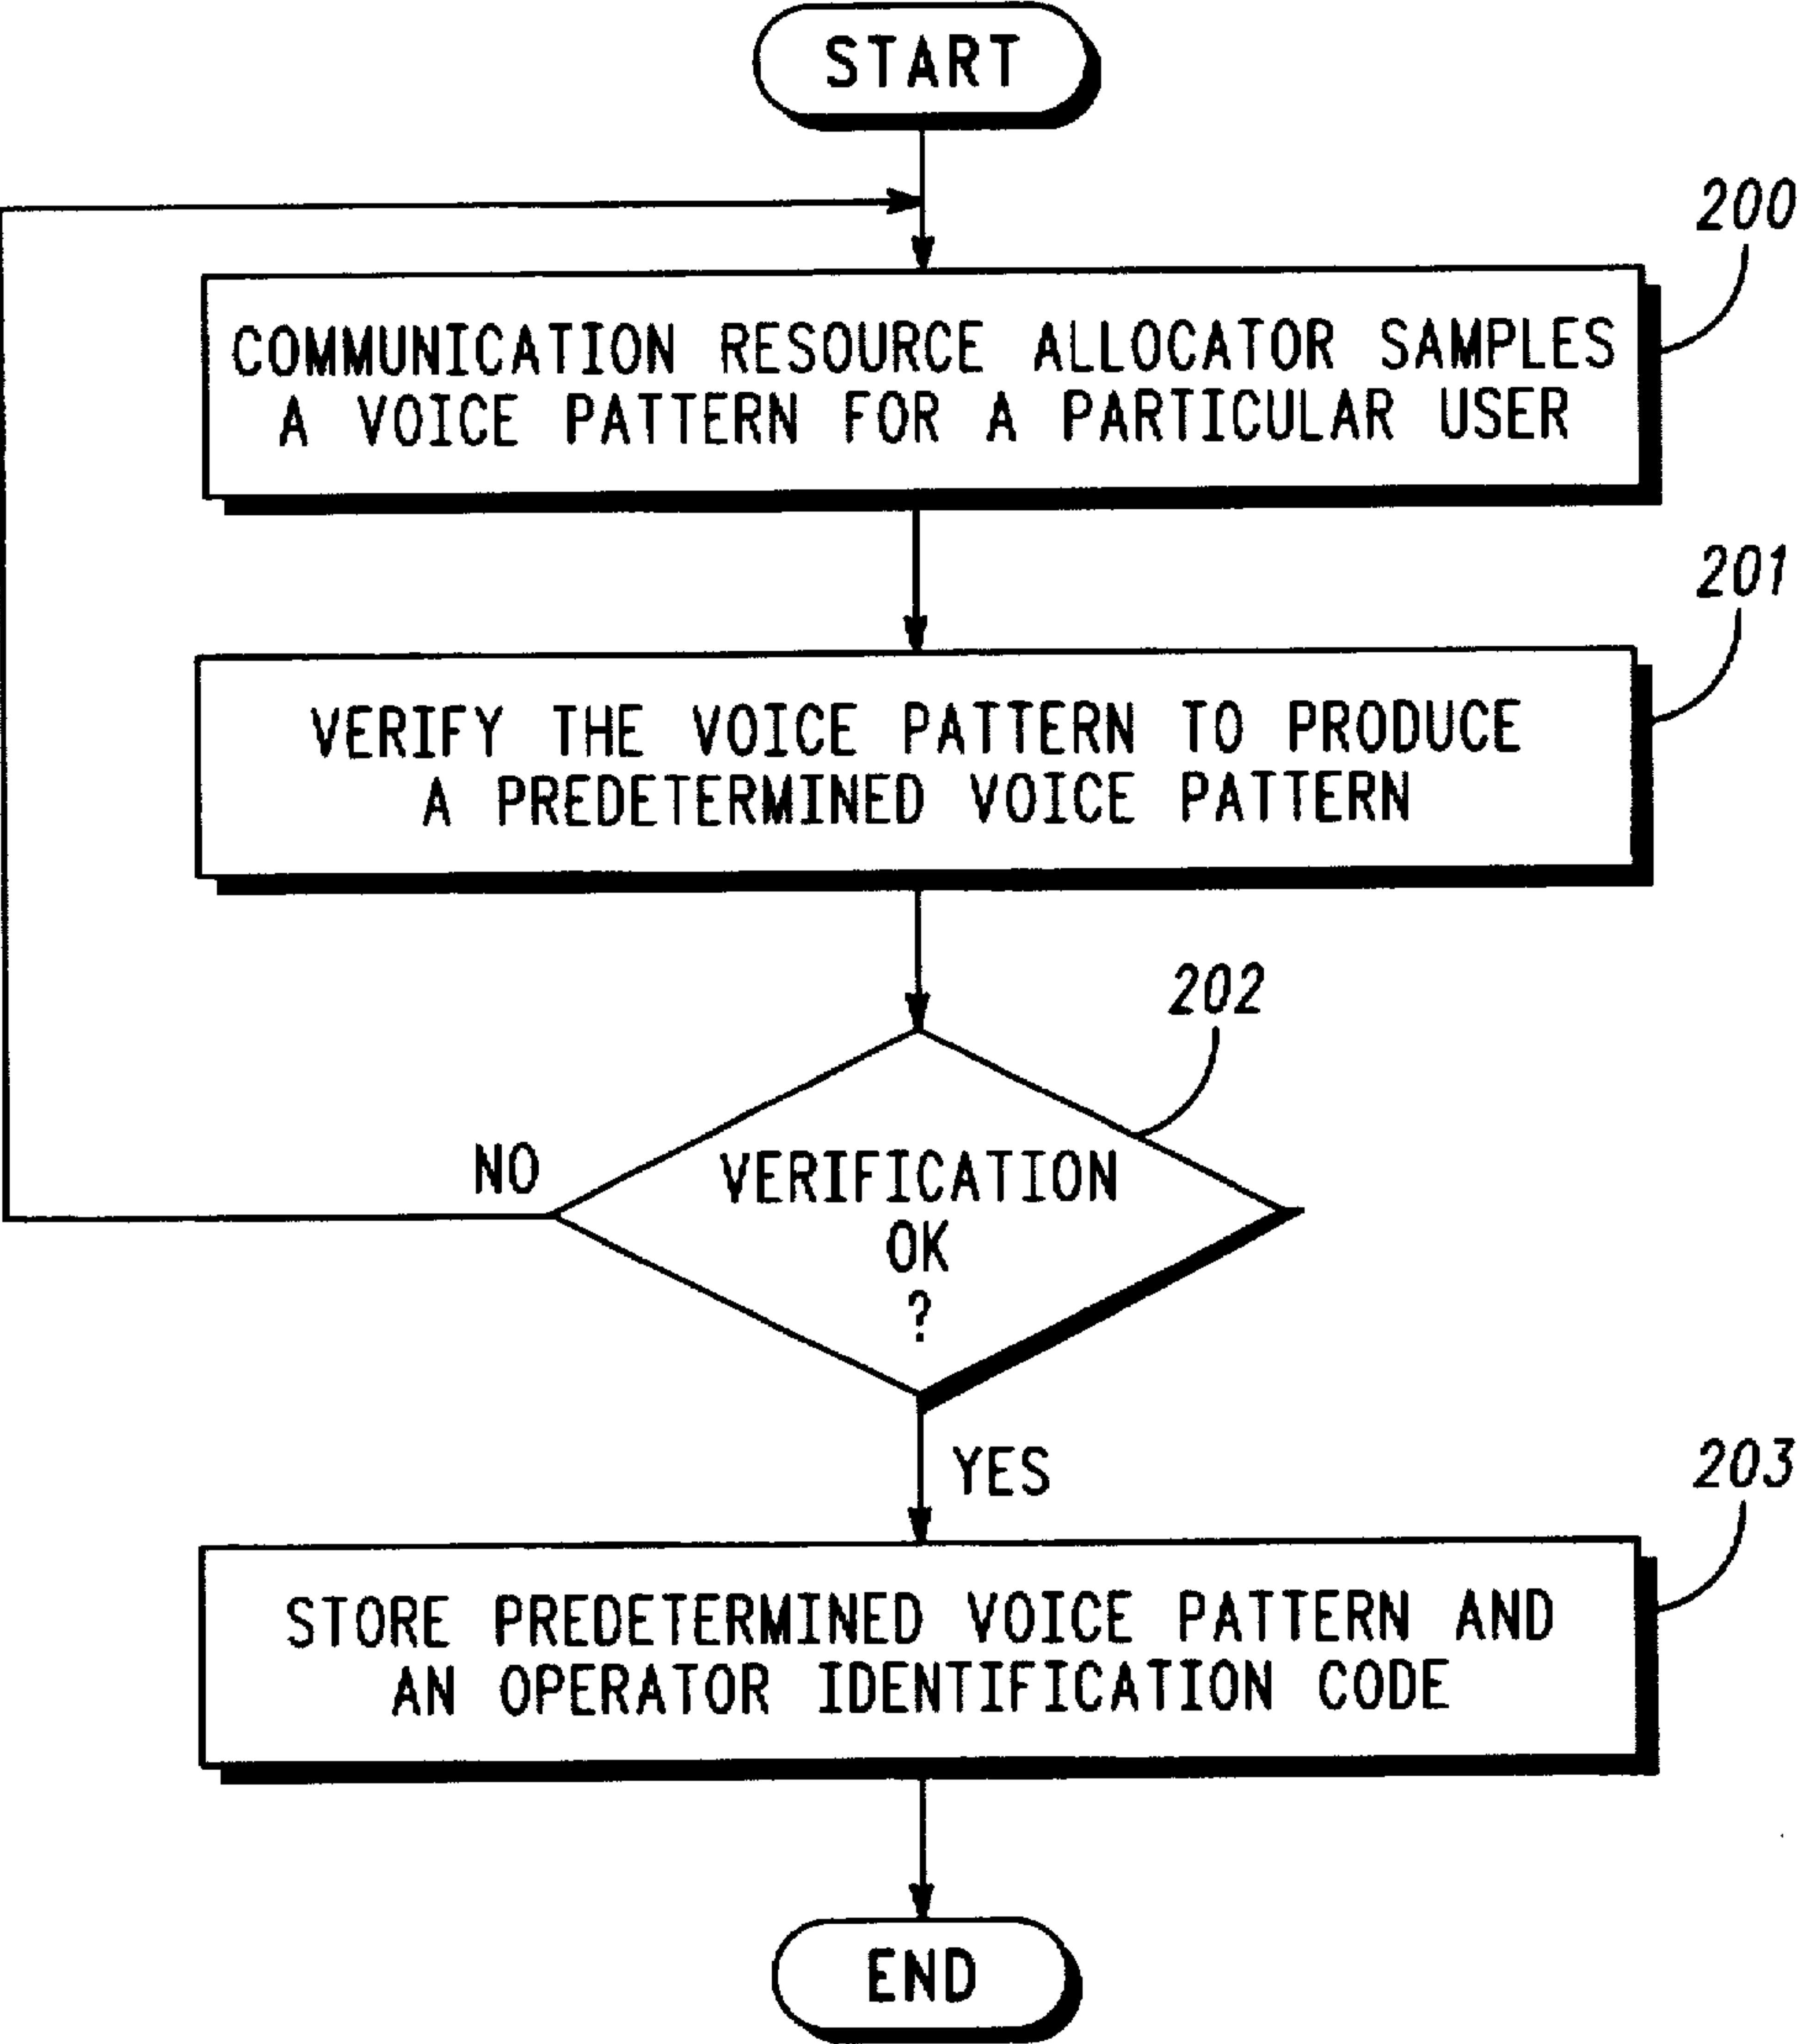 START
200
COMMUNICATION RESOURCE ALLOCATOR SAMPLES
A VOICE PATTERN FOR A PARTICULAR USER
201
VERIFY THE VOICE PATTERN TO PRODUCE
A PREDETERMINED VOICE PATTERN
202
NO
VERIFICATION
OK
?
YES
203
STORE PREDETERMINED VOICE PATTERN AND
AN OPERATOR IDENTIFICATION CODE
END